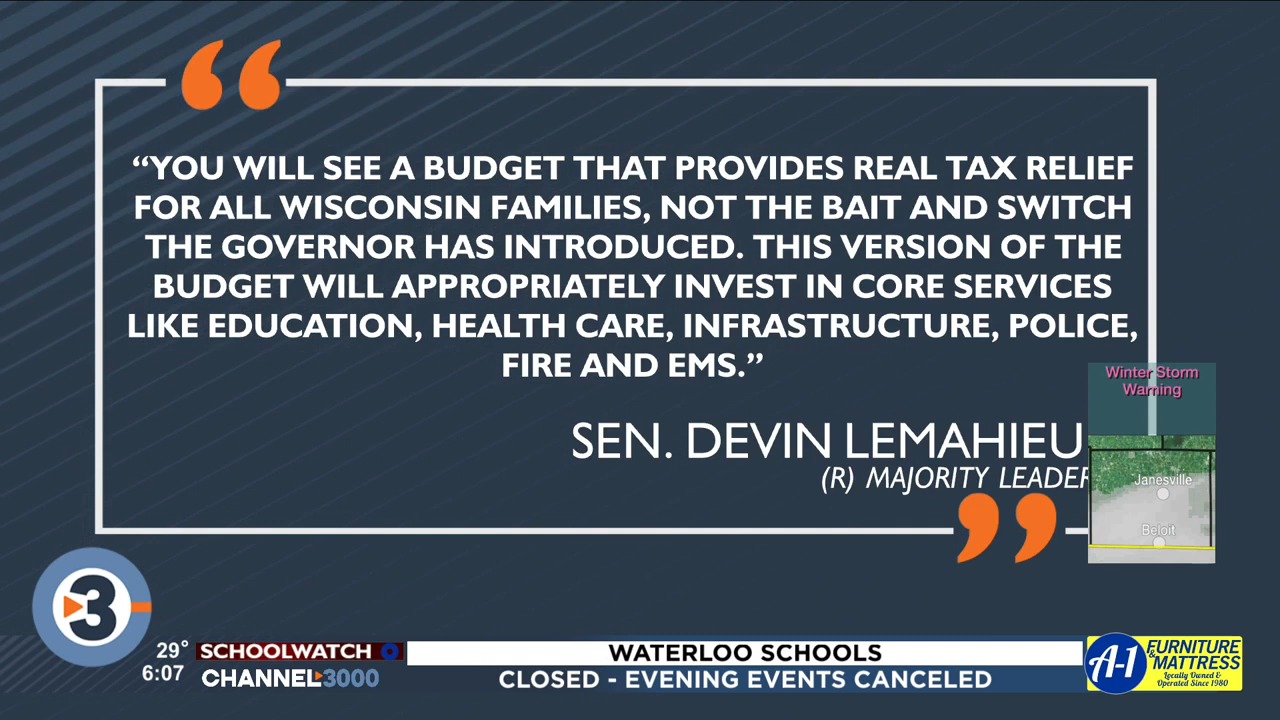 “YOU WILL SEE A BUDGET THAT PROVIDES REAL TAX RELIEF
FOR ALL WISCONSIN FAMILIES, NOT THE BAIT AND SWITCH
THE GOVERNOR HAS INTRODUCED. THIS VERSION OF THE
BUDGET WILL APPROPRIATELY INVEST IN CORE SERVICES
LIKE EDUCATION, HEALTH CARE, INFRASTRUCTURE, POLICE,
FIRE AND EMS.”
SEN. DEVIN LEMAHIEU
(R) MAJORITY LEADER
Winter Storm
Warning
Janesville
Beloit
3
29°
6:07
SCHOOLWATCH
CHANNEL3000
WATERLOO SCHOOLS
CLOSED - EVENING EVENTS CANCELED
A-1
FURNITURE
& MATTRESS
Locally Owned &
Operated Since 1980